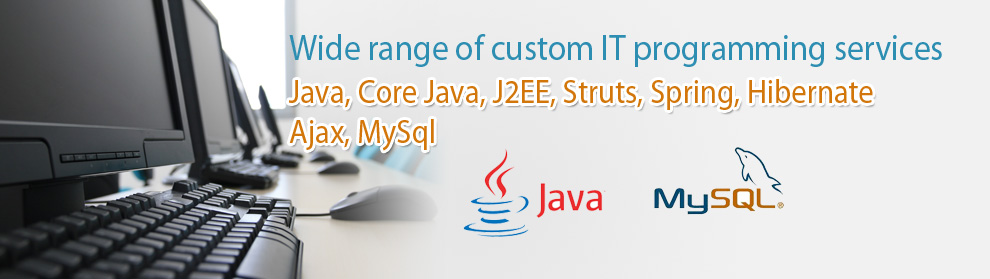 Wide range of custom IT programming services
Java, Core Java, J2EE, Struts, Spring, Hibernate
Ajax, MySql
Java
MySQL®